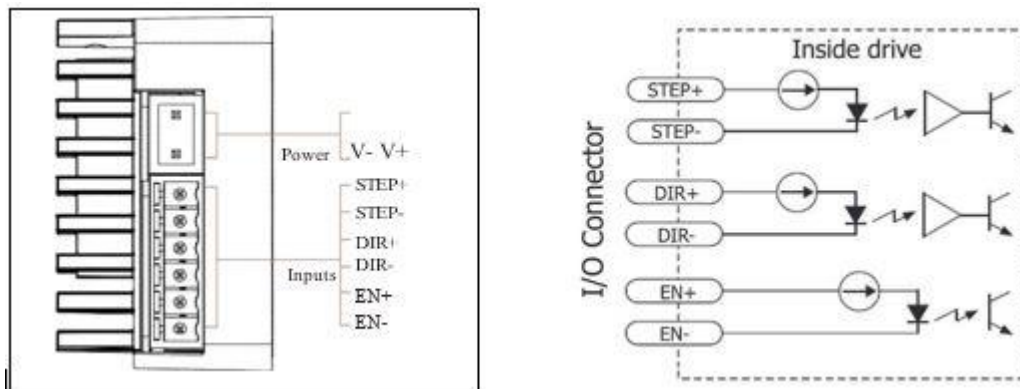 Power
V- V+
STEP+
STEP-
DIR+
DIR-
Inputs
EN+
EN-
Inside drive
I/O Connector
STEP+
STEP-
DIR+
DIR-
EN+
EN-